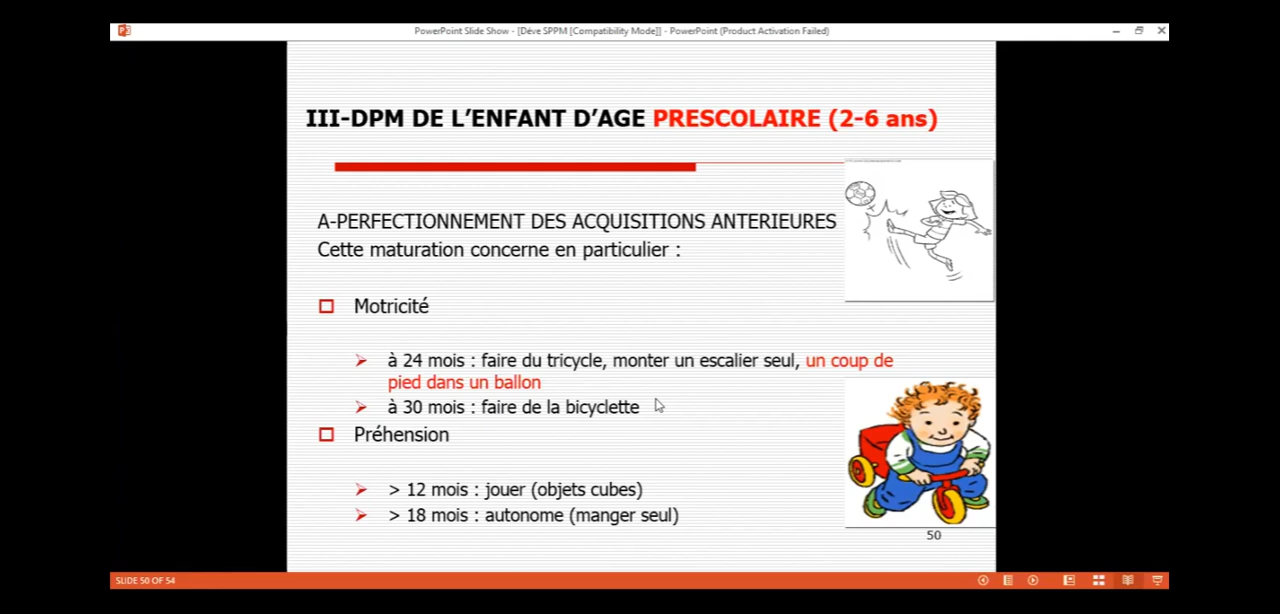 PowerPoint Slide Show - [Deve SPPM [Compatibility Mode]] - PowerPoint (Product Activation Failed)
III-DPM DE L’ENFANT D’AGE PRESCOLAIRE (2-6 ans)
A-PERFECTIONNEMENT DES ACQUISITIONS ANTERIEURES
Cette maturation concerne en particulier :
Motricité
à 24 mois : faire du tricycle, monter un escalier seul, un coup de
pied dans un ballon
à 30 mois : faire de la bicyclette
Préhension
> 12 mois : jouer (objets cubes)
> 18 mois : autonome (manger seul)
50
SLIDE 50 OF 54